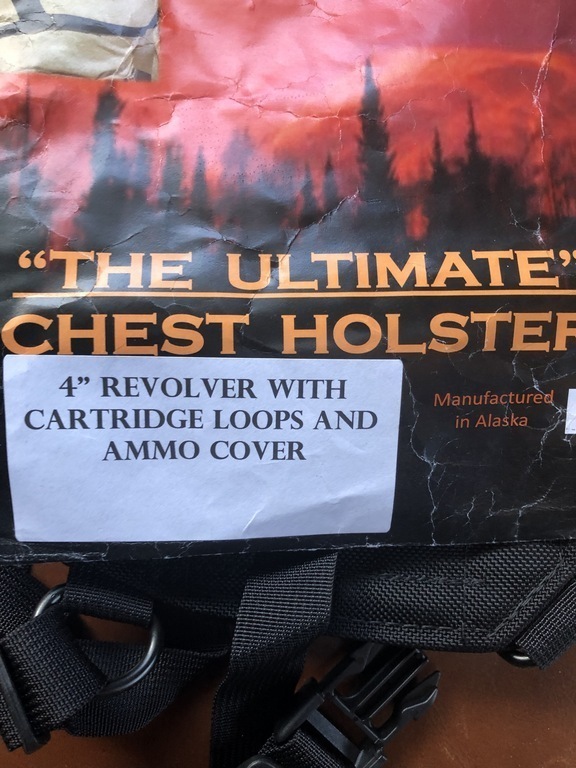 “THE ULTIMATE”
CHEST HOLSTER
4” REVOLVER WITH
CARTRIDGE LOOPS AND
AMMO COVER
Manufactured
in Alaska